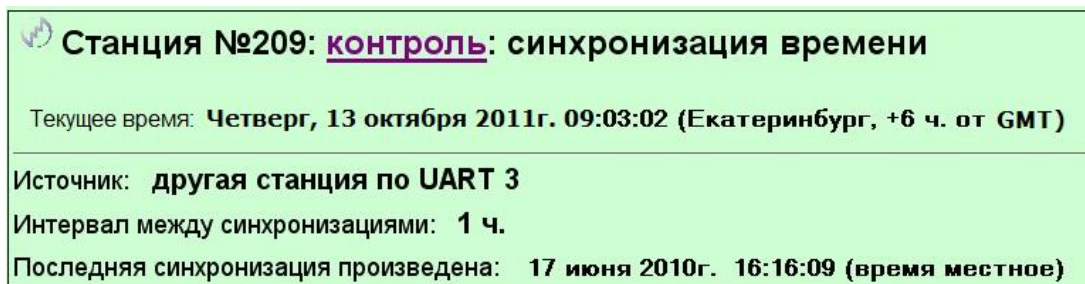 Станция №209: контроль: синхронизация времени
Текущее время: Четверг, 13 октября 2011г. 09:03:02 (Екатеринбург, +6 ч. от GMT)
Источник: другая станция по UART 3
Интервал между синхронизациями: 1 ч.
Последняя синхронизация произведена: 17 июня 2010г. 16:16:09 (время местное)